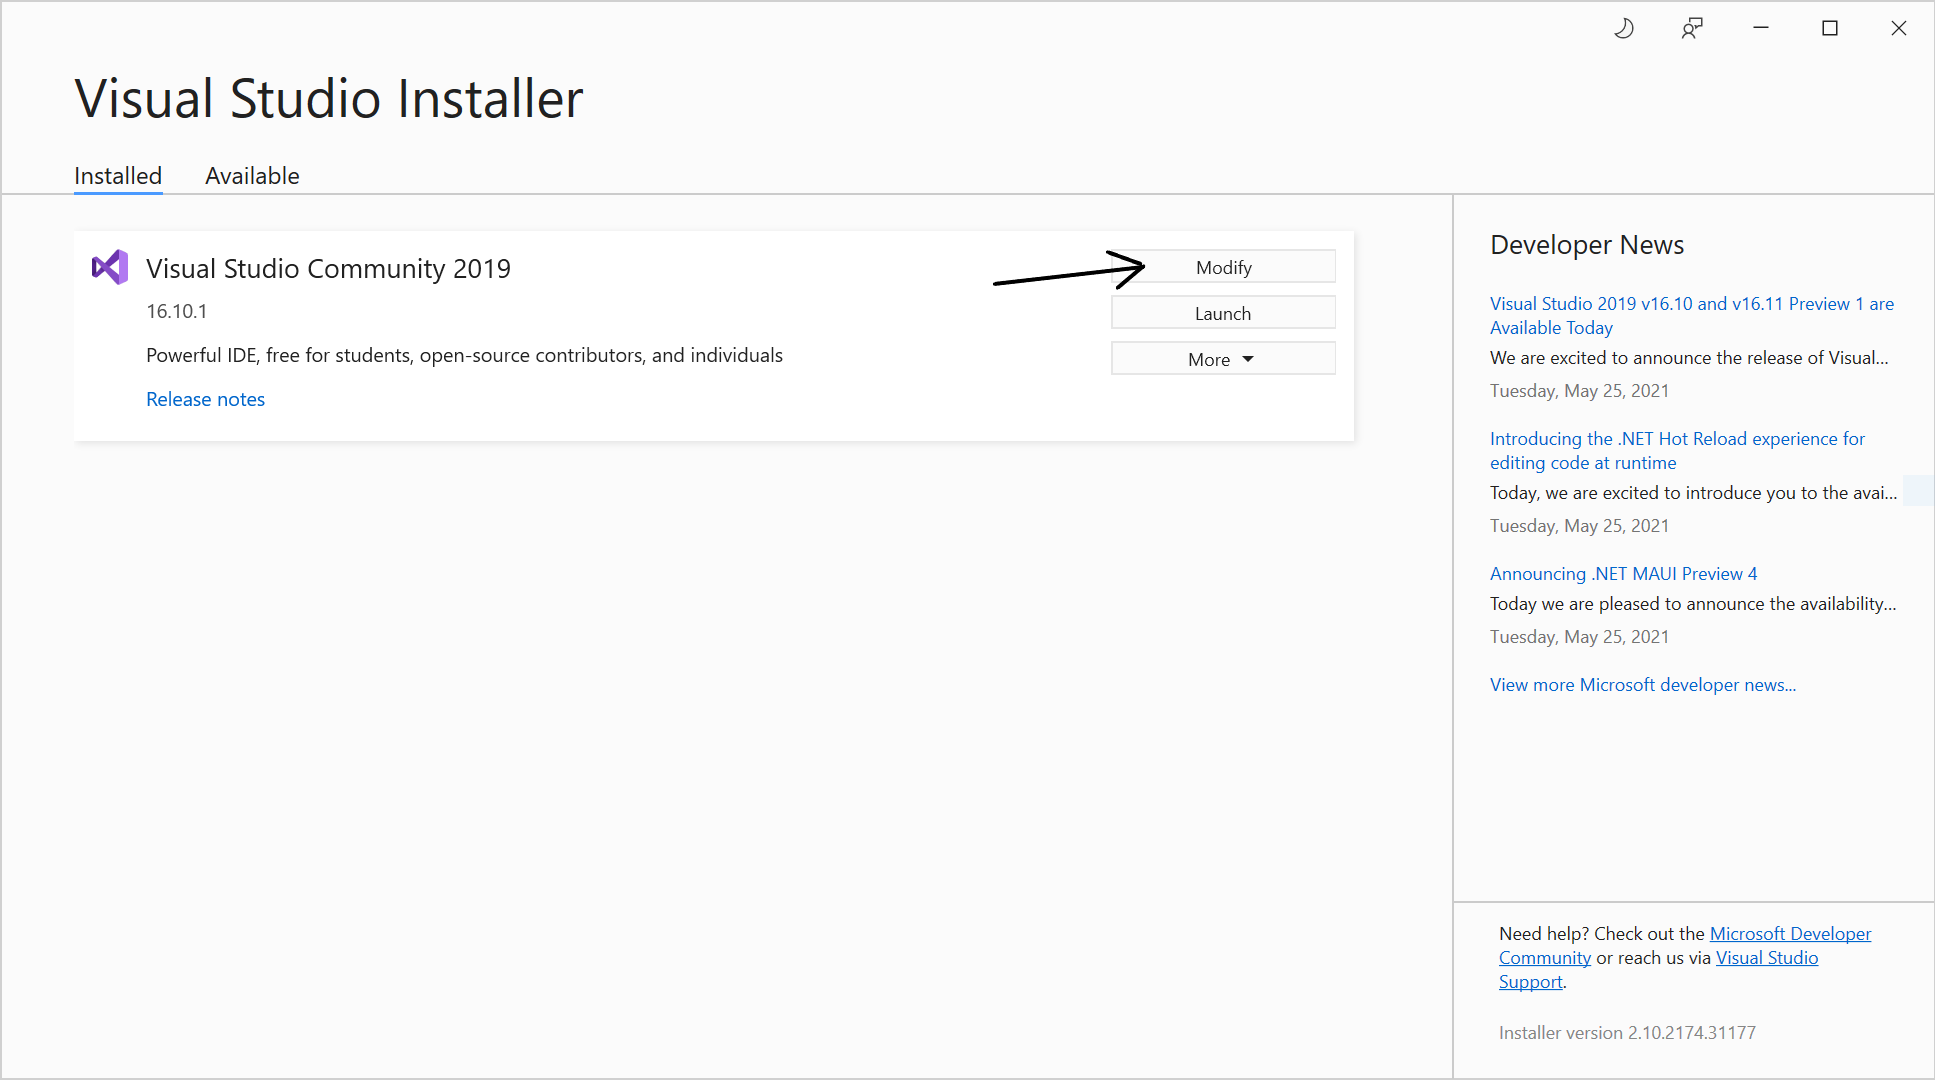 Visual Studio Installer
Installed
Available
Visual Studio Community 2019
16.10.1
Powerful IDE, free for students, open-source contributors, and individuals
Release notes
Modify
Launch
More
Developer News
Visual Studio 2019 v16.10 and v16.11 Preview 1 are
Available Today
We are excited to announce the release of Visual...
Tuesday, May 25, 2021
Introducing the .NET Hot Reload experience for
editing code at runtime
Today, we are excited to introduce you to the avai...
Tuesday, May 25, 2021
Announcing .NET MAUI Preview 4
Today we are pleased to announce the availability...
Tuesday, May 25, 2021
View more Microsoft developer news...
Need help? Check out the Microsoft Developer
Community or reach us via Visual Studio
Support.
Installer version 2.10.2174.31177